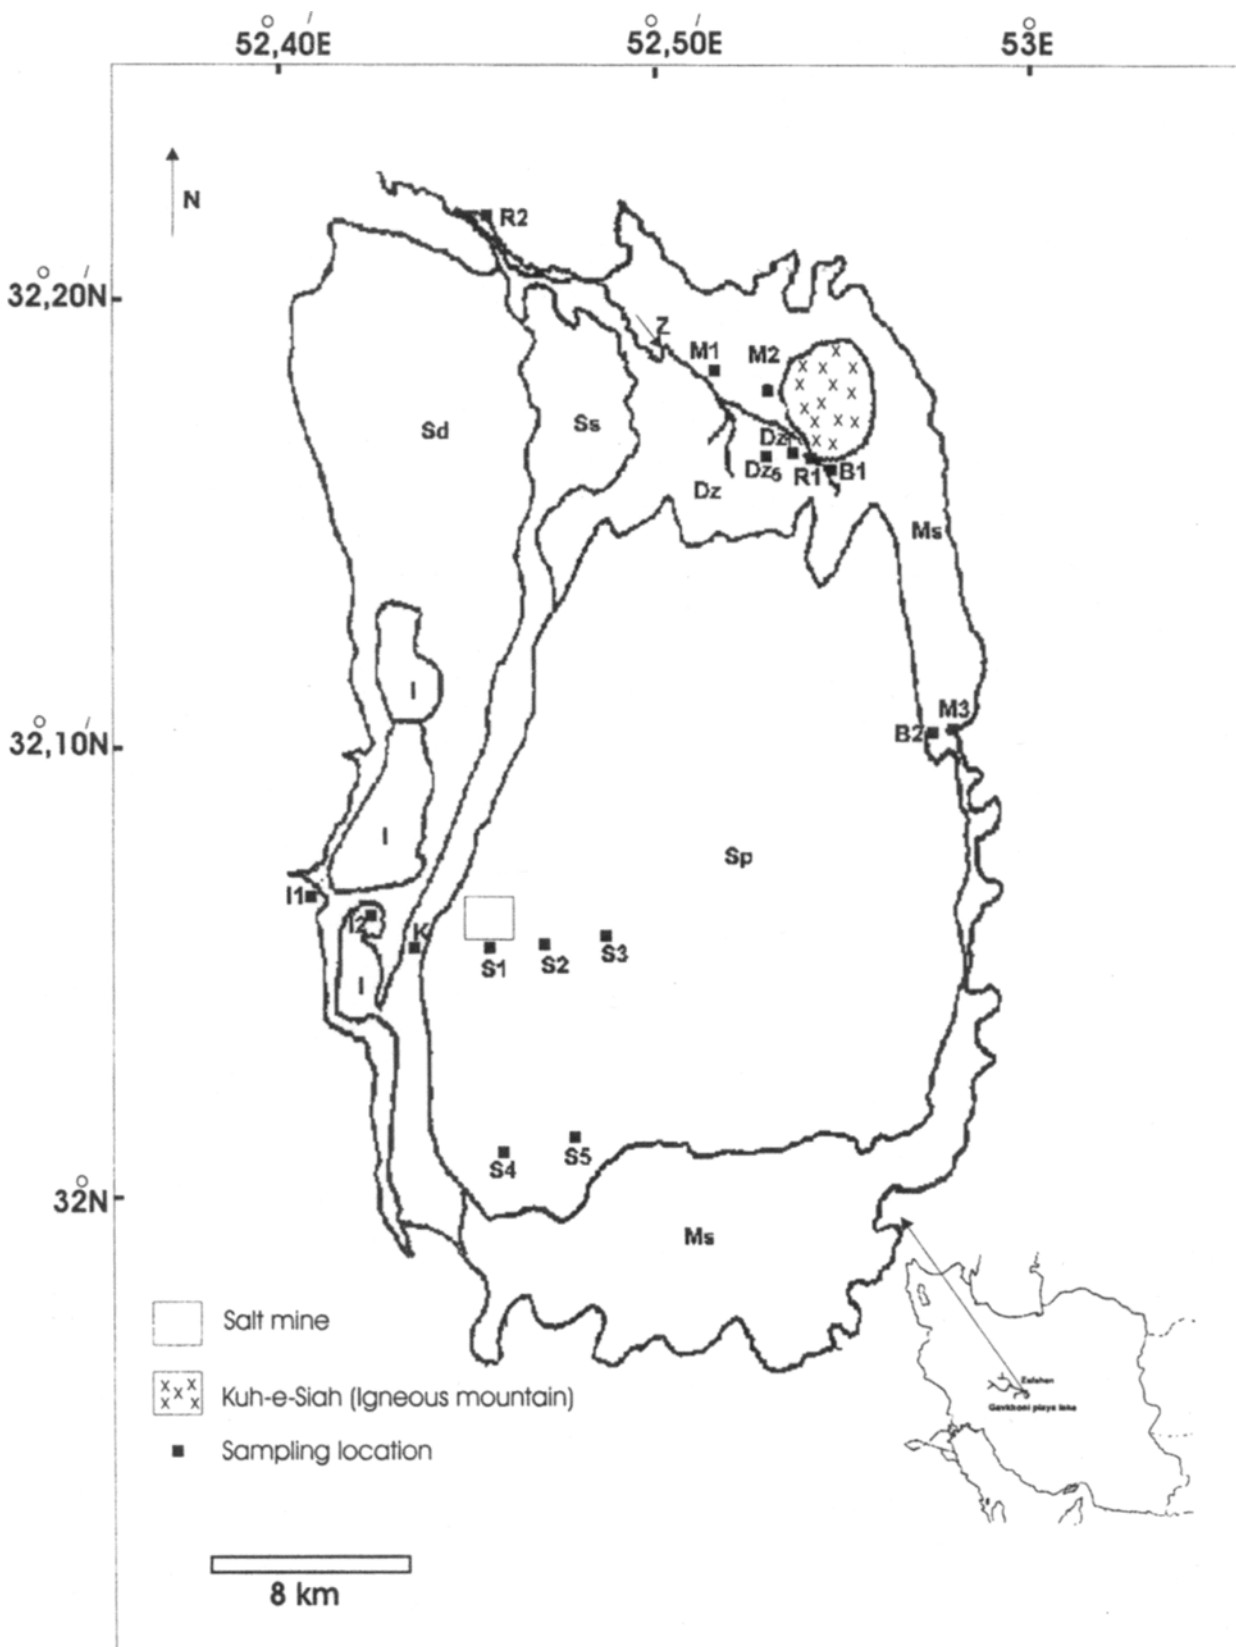 52,40E
52,50E
53E
N
R2
32,20N
Z
M1
M2
Sd
Ss
Dz
Dz5
R1
B1
Dz
Ms
I
M3
B2
32,10N
I
Sp
I1
I2
K
S1
S2
S3
I
S4
S5
32N
Ms
Salt mine
Kuh-e-Siah (Igneous mountain)
Sampling location
Esfahan
Gavkhoni playa lake
8 km